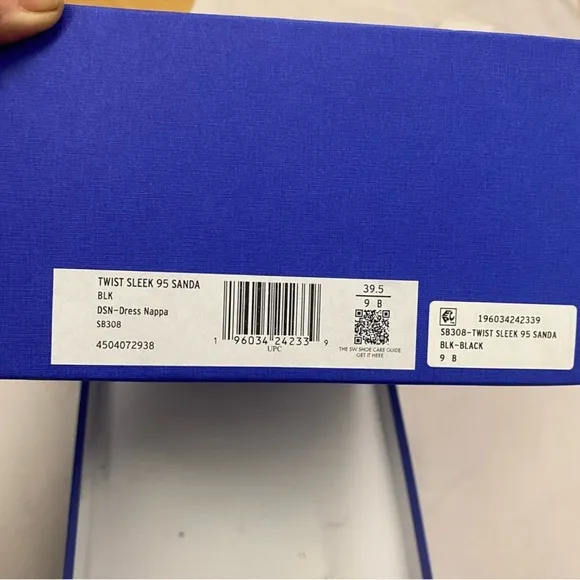 TWIST SLEEK 95 SANDA
BLK
DSN-Dress Nappa
SB308
4504072938
1 96034 24233 9
UPC
39.5
9 B
THE SW SHOE CARE GUIDE
GET IT HERE
196034242339
SB308-TWIST SLEEK 95 SANDA
BLK-BLACK
9 B